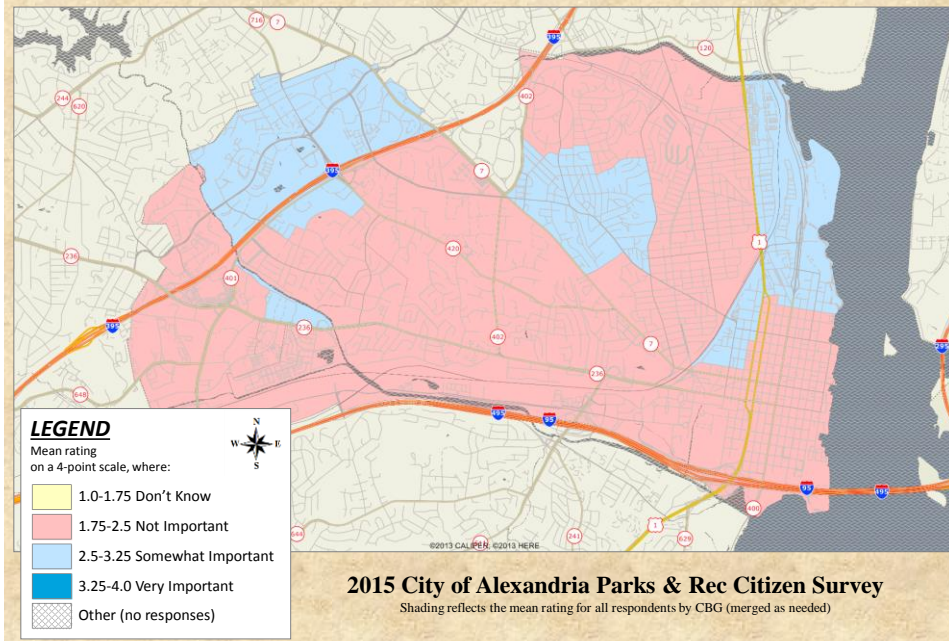 716
7
395
120
244
620
402
7
395
1
236
420
401
236
402
7
395
236
295
648
495
95
95
495
400
1
241
629
644
©2013 CALIPER; ©2013 HERE
LEGEND
Mean rating
on a 4-point scale, where:
N
W E
S
1.0-1.75 Don't Know
1.75-2.5 Not Important
2.5-3.25 Somewhat Important
3.25-4.0 Very Important
Other (no responses)
2015 City of Alexandria Parks & Rec Citizen Survey
Shading reflects the mean rating for all respondents by CBG (merged as needed)